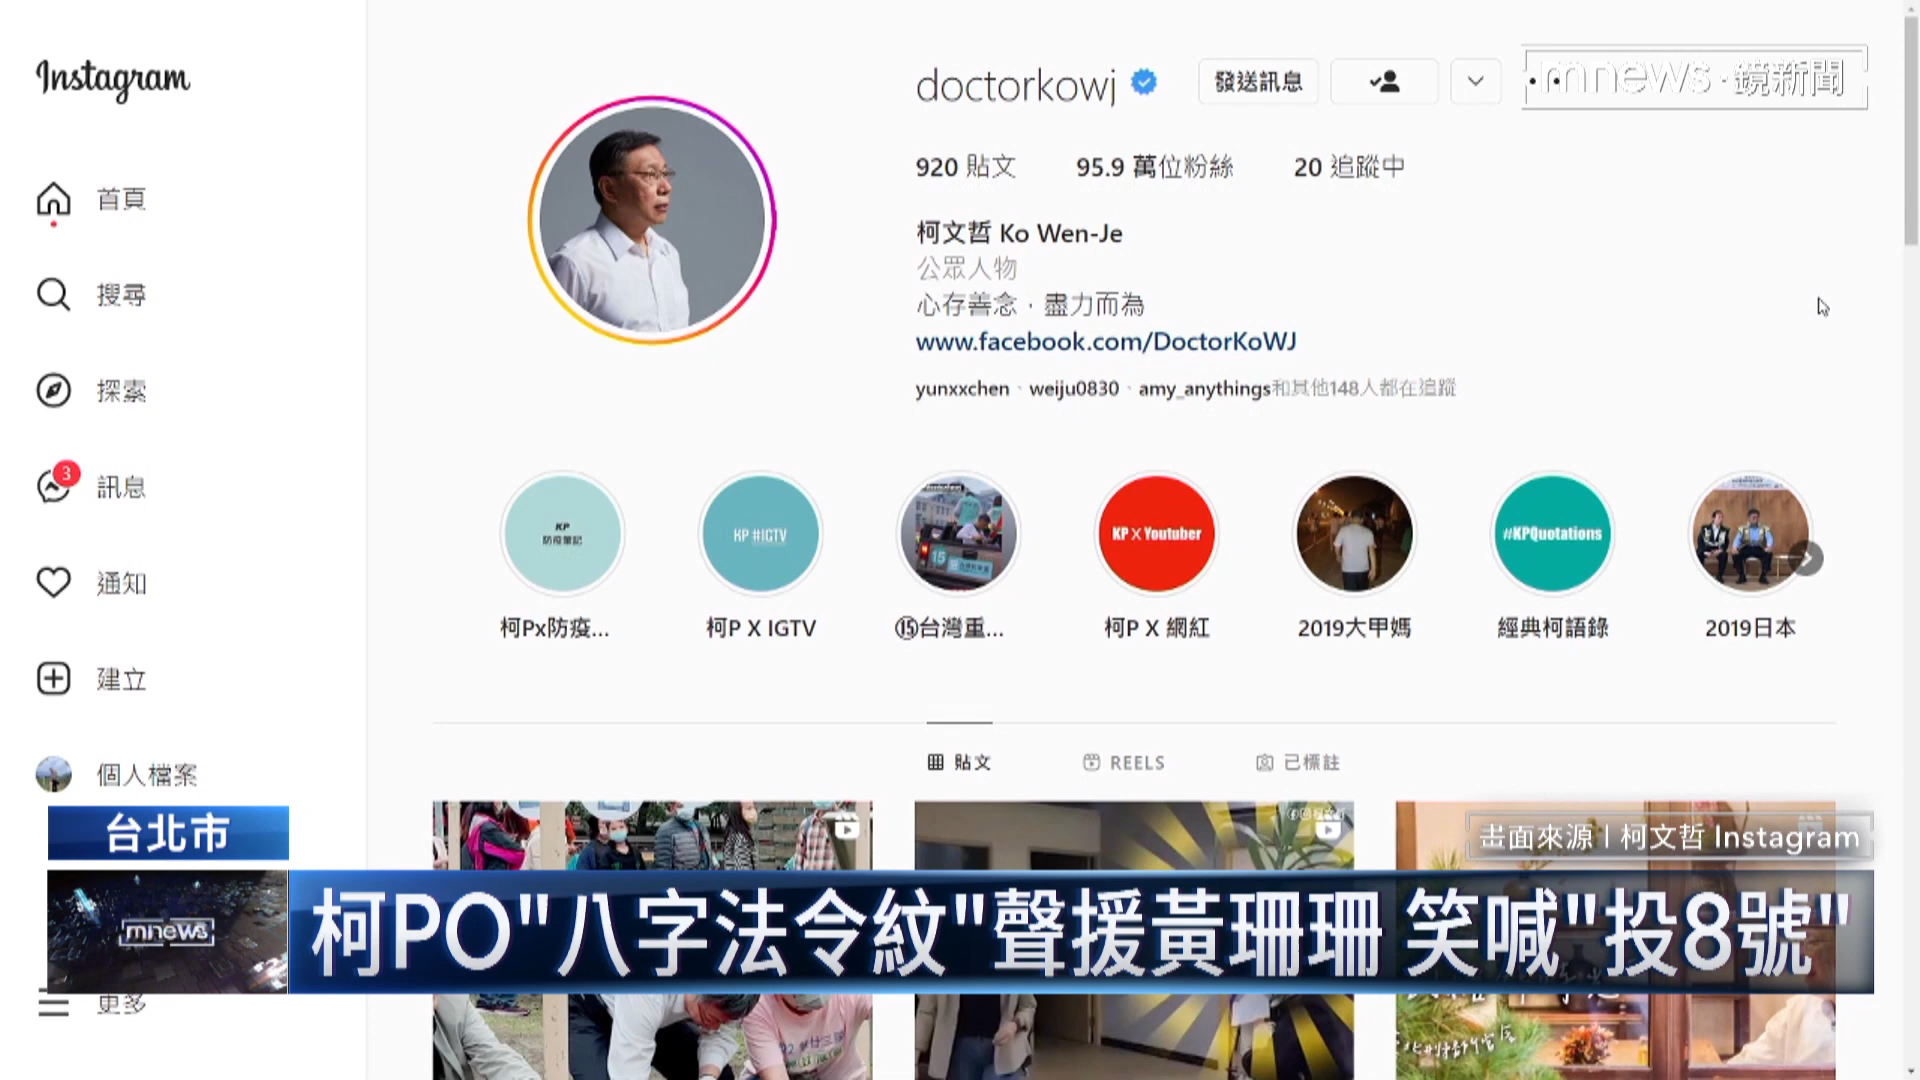 Instagram
首頁
搜尋
探索
3
訊息
通知
建立
個人檔案
更多
doctorkowj
發送訊息
mnews·鏡新聞
920 貼文
95.9 萬位粉絲
20 追蹤中
柯文哲 Ko Wen-Je
公眾人物
心存善念，盡力而為
www.facebook.com/DoctorKoWJ
yunxxchen、weiju0830、amy_anythings和其他148人都在追蹤
KP
防疫筆記
KP #IGTV
15
KP X Youtuber
#KPQuotations
柯Px防疫...
柯P X IGTV
⑮台灣重...
柯P X 網紅
2019大甲媽
經典柯語錄
2019日本
貼文
REELS
已標註
畫面來源|柯文哲 Instagram
台北市
mnews
柯PO"八字法令紋"聲援黃珊珊 笑喊"投8號"